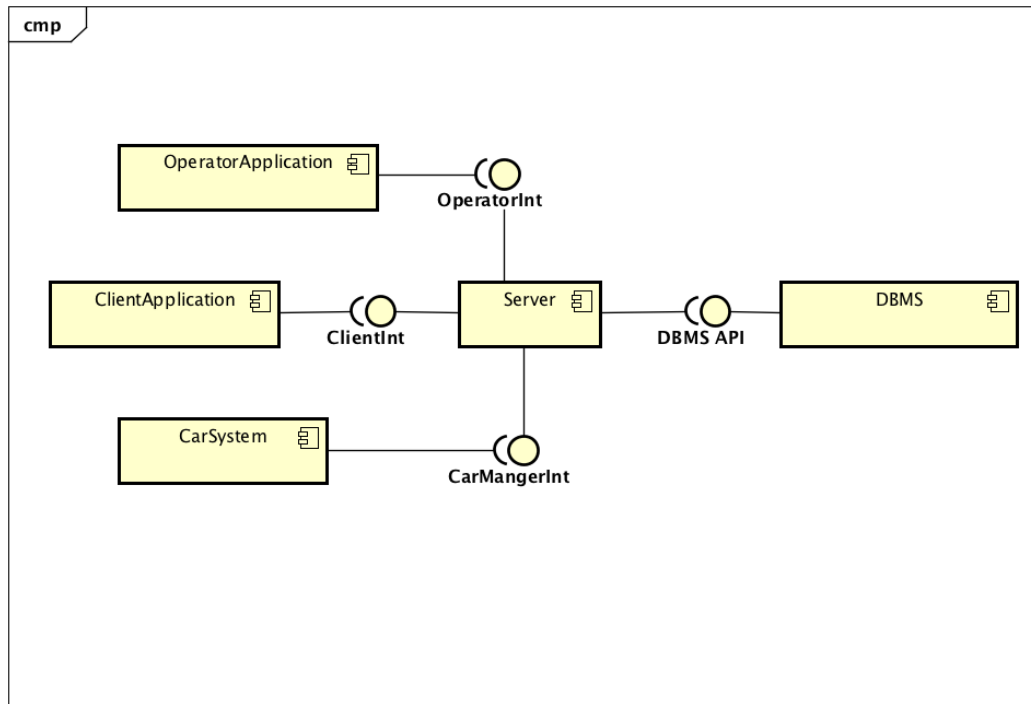 cmp
OperatorApplication
OperatorInt
ClientApplication
ClientInt
Server
DBMS API
DBMS
CarSystem
CarMangerInt